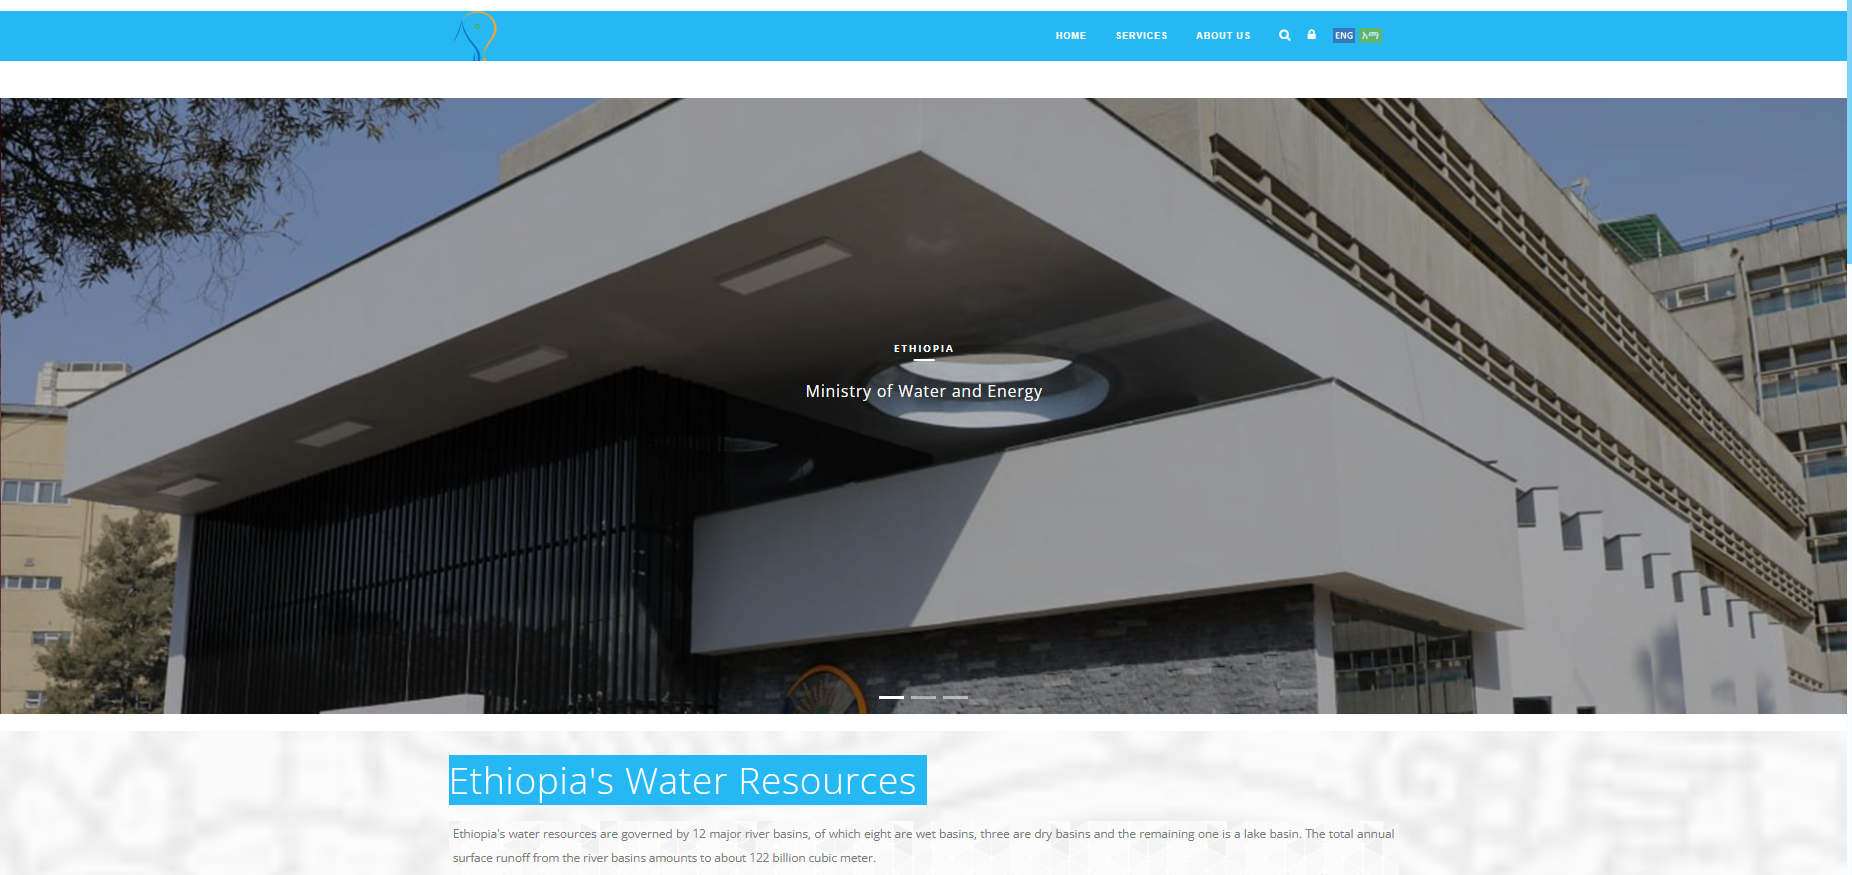 HOME SERVICES ABOUT US ENG አማ
ETHIOPIA
Ministry of Water and Energy
Ethiopia's Water Resources
Ethiopia's water resources are governed by 12 major river basins, of which eight are wet basins, three are dry basins and the remaining one is a lake basin. The total annual
surface runoff from the river basins amounts to about 122 billion cubic meter.